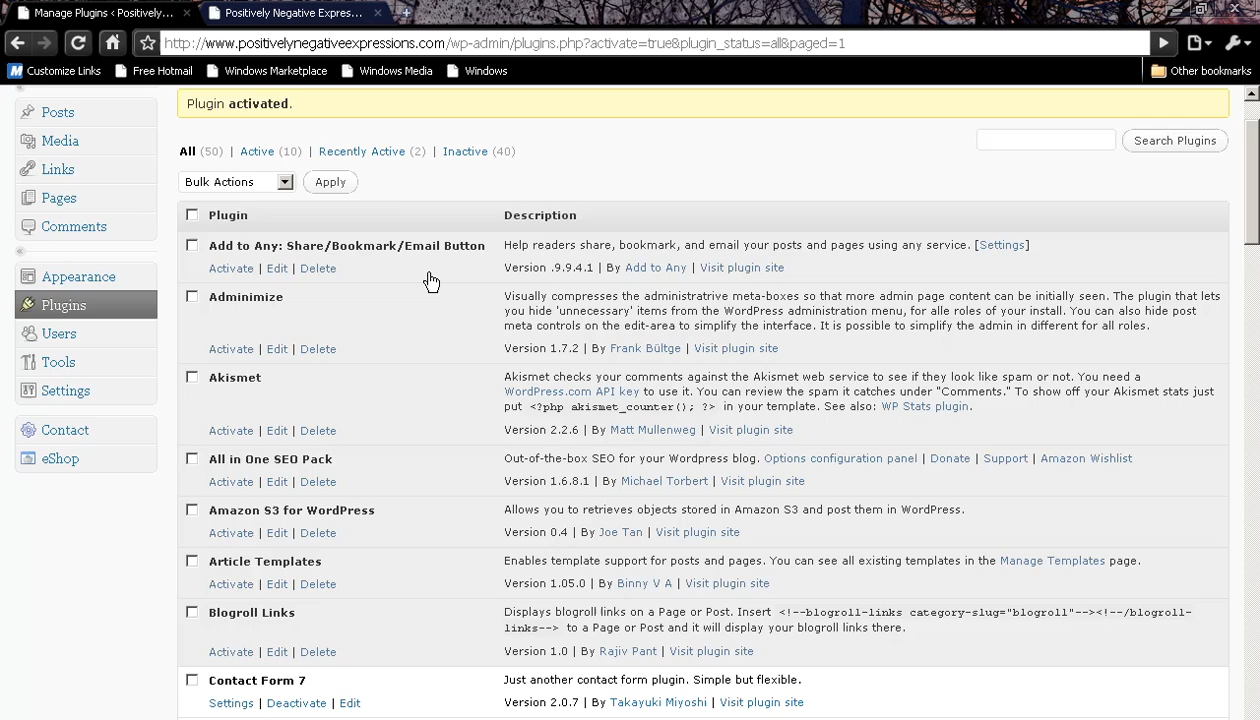 Manage Plugins < Positively...
Positively Negative Expres...
http://www.positivelynegativeexpressions.com/wp-admin/plugins.php?activate=true&plugin_status=all&paged=1
Customize Links Free Hotmail Windows Marketplace Windows Media Windows Other bookmarks
Posts
Media
Links
Pages
Comments
Appearance
Plugins
Users
Tools
Settings
Contact
eShop
Plugin activated.
All (50) | Active (10) | Recently Active (2) | Inactive (40)
Search Plugins
Bulk Actions Apply
Plugin Description
Add to Any: Share/Bookmark/Email Button
Activate | Edit | Delete
Help readers share, bookmark, and email your posts and pages using any service. [Settings]
Version .9.9.4.1 | By Add to Any | Visit plugin site
Adminimize
Activate | Edit | Delete
Visually compresses the administratrive meta-boxes so that more admin page content can be initially seen. The plugin that lets
you hide 'unnecessary' items from the WordPress administration menu, for alle roles of your install. You can also hide post
meta controls on the edit-area to simplify the interface. It is possible to simplify the admin in different for all roles.
Version 1.7.2 | By Frank Bültge | Visit plugin site
Akismet
Activate | Edit | Delete
Akismet checks your comments against the Akismet web service to see if they look like spam or not. You need a
WordPress.com API key to use it. You can review the spam it catches under "Comments." To show off your Akismet stats just
put <?php akismet_counter(); ?> in your template. See also: WP Stats plugin.
Version 2.2.6 | By Matt Mullenweg | Visit plugin site
All in One SEO Pack
Activate | Edit | Delete
Out-of-the-box SEO for your Wordpress blog. Options configuration panel | Donate | Support | Amazon Wishlist
Version 1.6.8.1 | By Michael Torbert | Visit plugin site
Amazon S3 for WordPress
Activate | Edit | Delete
Allows you to retrieves objects stored in Amazon S3 and post them in WordPress.
Version 0.4 | By Joe Tan | Visit plugin site
Article Templates
Activate | Edit | Delete
Enables template support for posts and pages. You can see all existing templates in the Manage Templates page.
Version 1.05.0 | By Binny V A | Visit plugin site
Blogroll Links
Activate | Edit | Delete
Displays blogroll links on a Page or Post. Insert <!--blogroll-links category-slug="blogroll"--><!--/blogroll-
links--> to a Page or Post and it will display your blogroll links there.
Version 1.0 | By Rajiv Pant | Visit plugin site
Contact Form 7
Settings | Deactivate | Edit
Just another contact form plugin. Simple but flexible.
Version 2.0.7 | By Takayuki Miyoshi | Visit plugin site